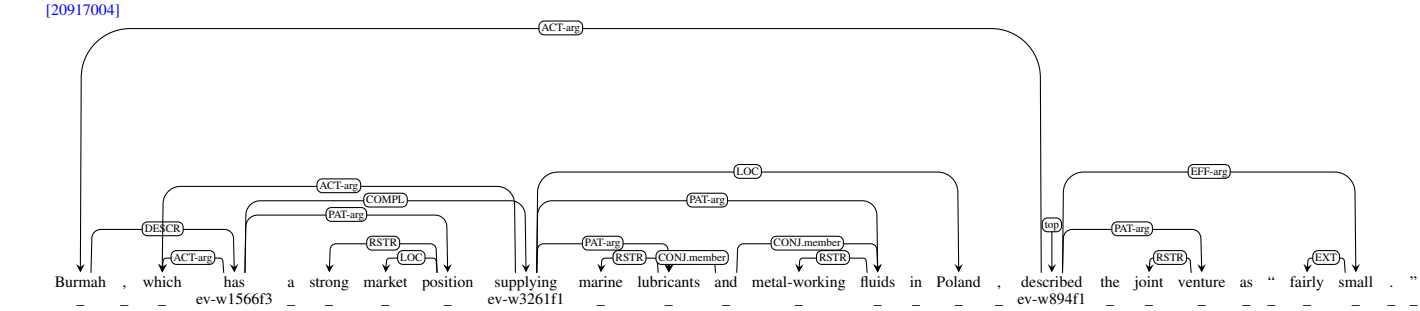 [20917004]
ACT-arg
LOC EFF-arg
ACT-arg
COMPL PAT-arg
PAT-arg
top
DESCR PAT-arg
RSTR PAT-arg CONJ.member
ACT-arg LOC RSTR CONJ.member RSTR RSTR EXT
Burmah , which has a strong market position supplying marine lubricants and metal-working fluids in Poland , described the joint venture as “ fairly small . ”
_ _ _ ev-w1566f3 _ _ _ _ ev-w3261f1 _ _ _ _ _ _ _ _ ev-w894f1 _ _ _ _ _ _ _ _ _